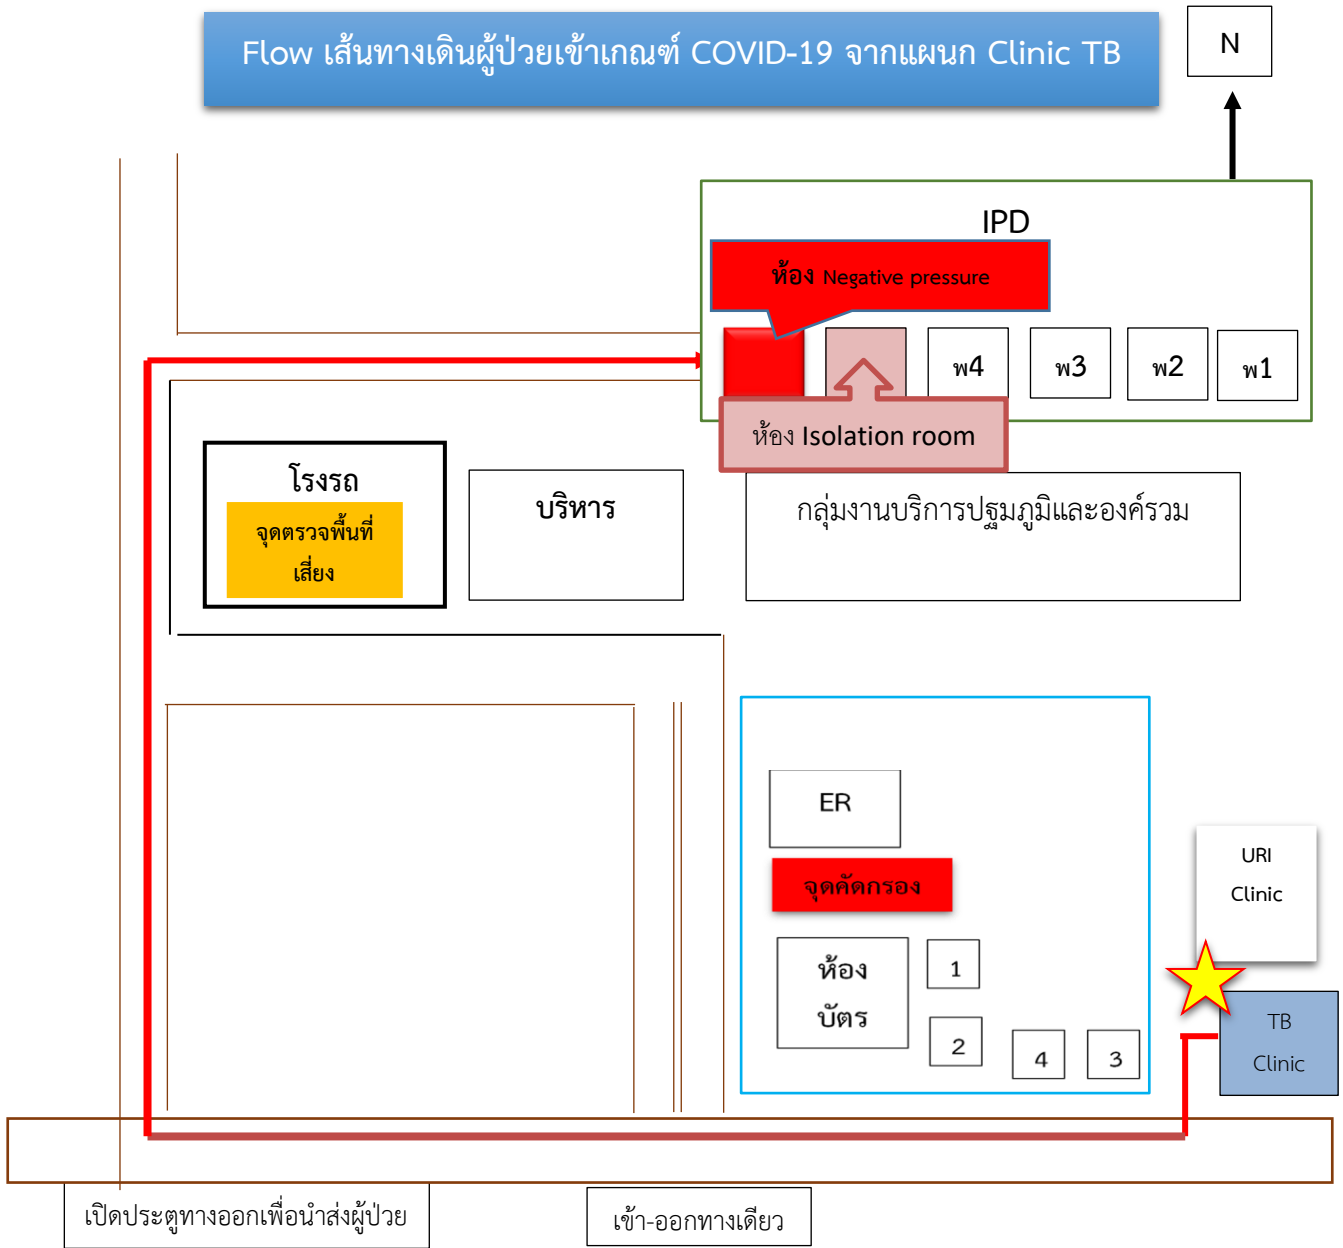 Flow เส้นทางเดินผู้ป่วยเข้าเกณฑ์ COVID-19 จากแผนก Clinic TB
N
IPD
ห้อง Negative pressure
พ4
พ3
พ2
พ1
ห้อง Isolation room
โรงรถ
จุดตรวจพื้นที่
เสี่ยง
บริหาร
กลุ่มงานบริการปฐมภูมิและองค์รวม
ER
จุดคัดกรอง
ห้อง
บัตร
1
2
4
3
URI
Clinic
TB
Clinic
เปิดประตูทางออกเพื่อนำส่งผู้ป่วย
เข้า-ออกทางเดียว